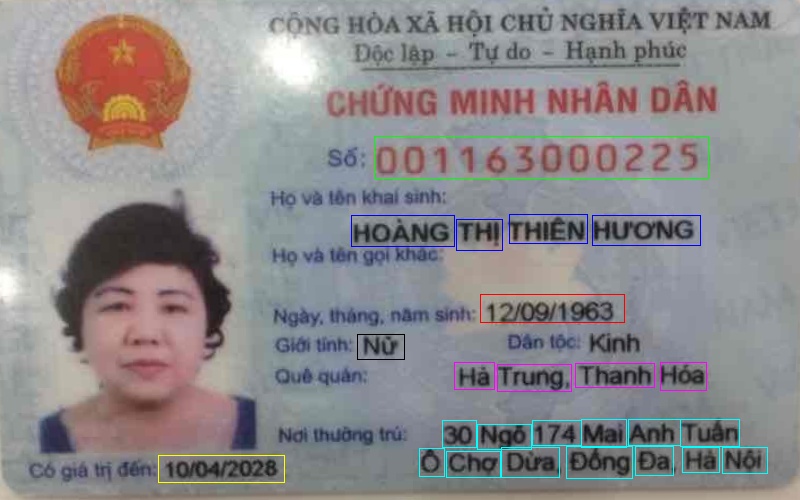 CỘNG HÒA XÃ HỘI CHỦ NGHĨA VIỆT NAM
Độc lập - Tự do - Hạnh phúc
CHỨNG MINH NHÂN DÂN
Số: 001163000225
Họ và tên khai sinh:
HOÀNG THỊ THIÊN HƯƠNG
Họ và tên gọi khác:
Ngày, tháng, năm sinh: 12/09/1963
Giới tính: Nữ Dân tộc: Kinh
Quê quán: Hà Trung, Thanh Hóa
Nơi thường trú: 30 Ngõ 174 Mai Anh Tuấn
Ô Chợ Dừa, Đống Đa, Hà Nội
Có giá trị đến: 10/04/2028